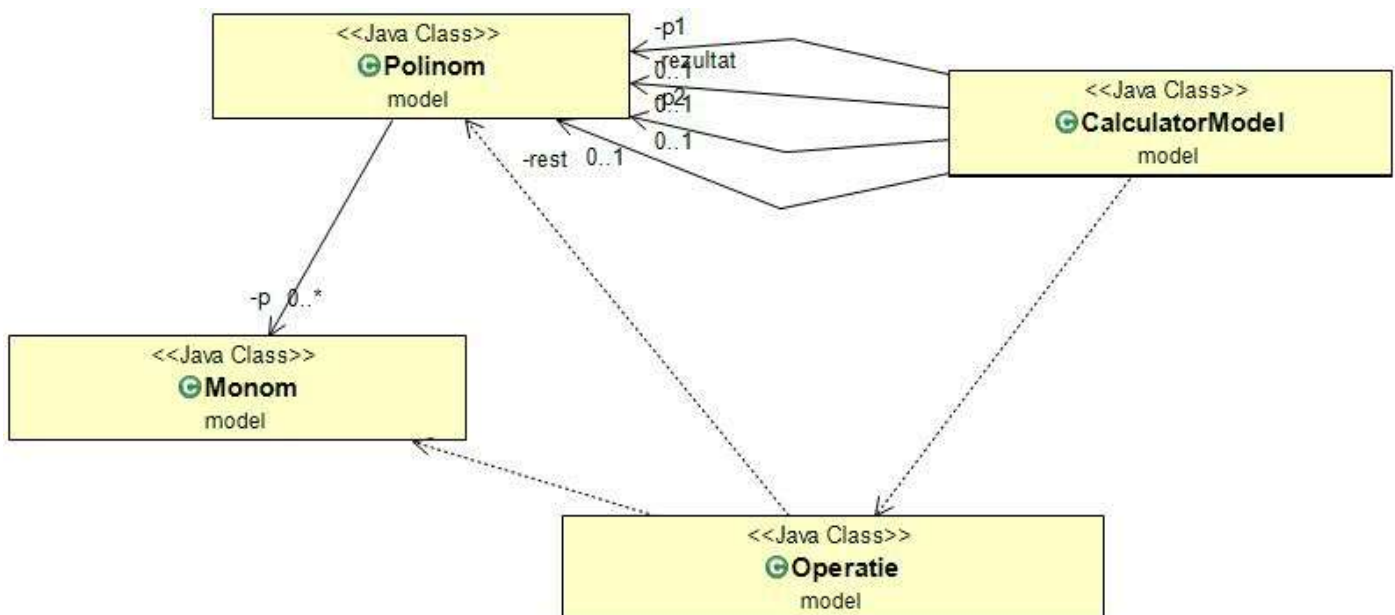 <<Java Class>>
Polinom
model
-p1
0..1
-rezultat
0..1
-p2
0..1
-rest 0..1
<<Java Class>>
CalculatorModel
model
-p 0..*
<<Java Class>>
Monom
model
<<Java Class>>
Operatie
model